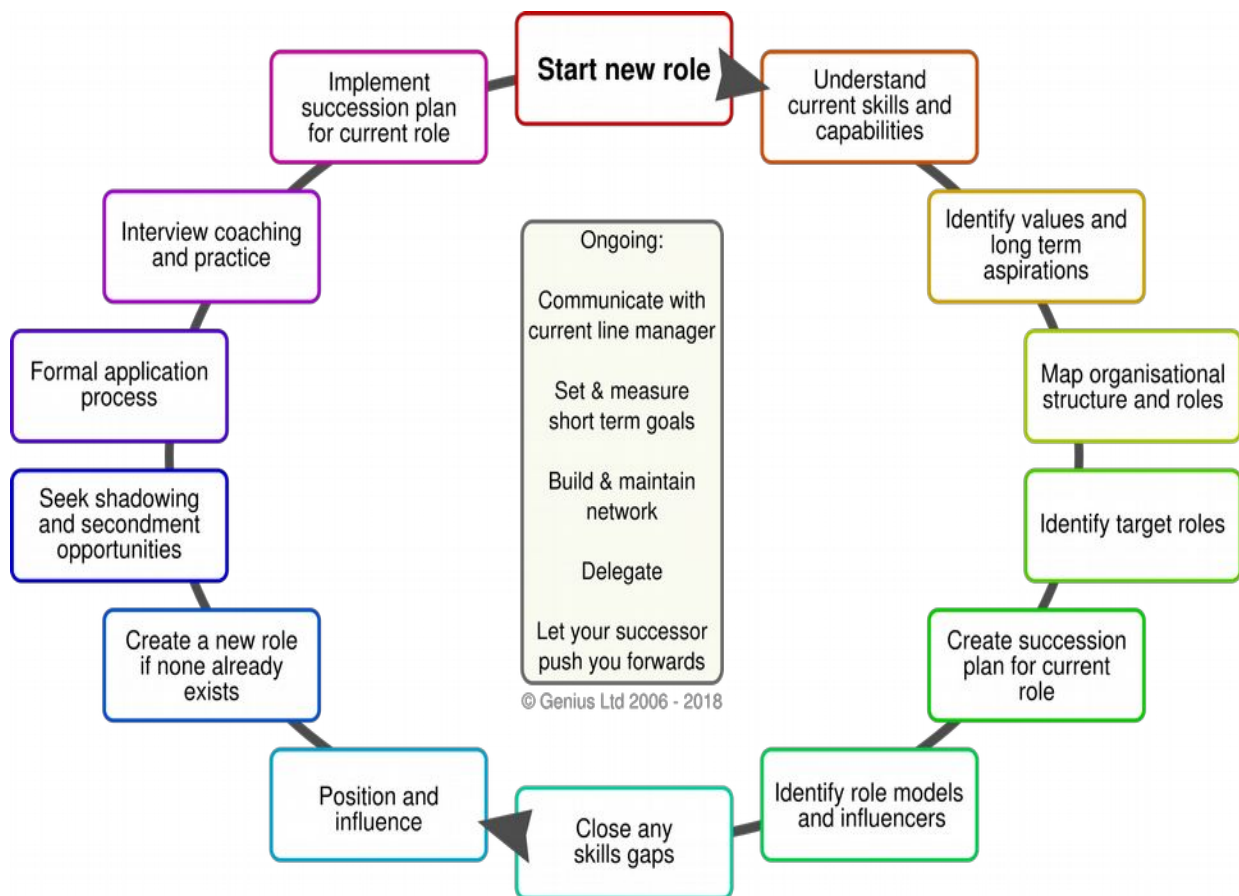 Start new role
Understand
current skills and
capabilities
Identify values and
long term
aspirations
Map organisational
structure and roles
Identify target roles
Create succession
plan for current
role
Identify role models
and influencers
Close any
skills gaps
Position and
influence
Create a new role
if none already
exists
Seek shadowing
and secondment
opportunities
Formal application
process
Interview coaching
and practice
Implement
succession plan
for current role
Ongoing:
Communicate with
current line manager
Set & measure
short term goals
Build & maintain
network
Delegate
Let your successor
push you forwards
© Genius Ltd 2006 - 2018